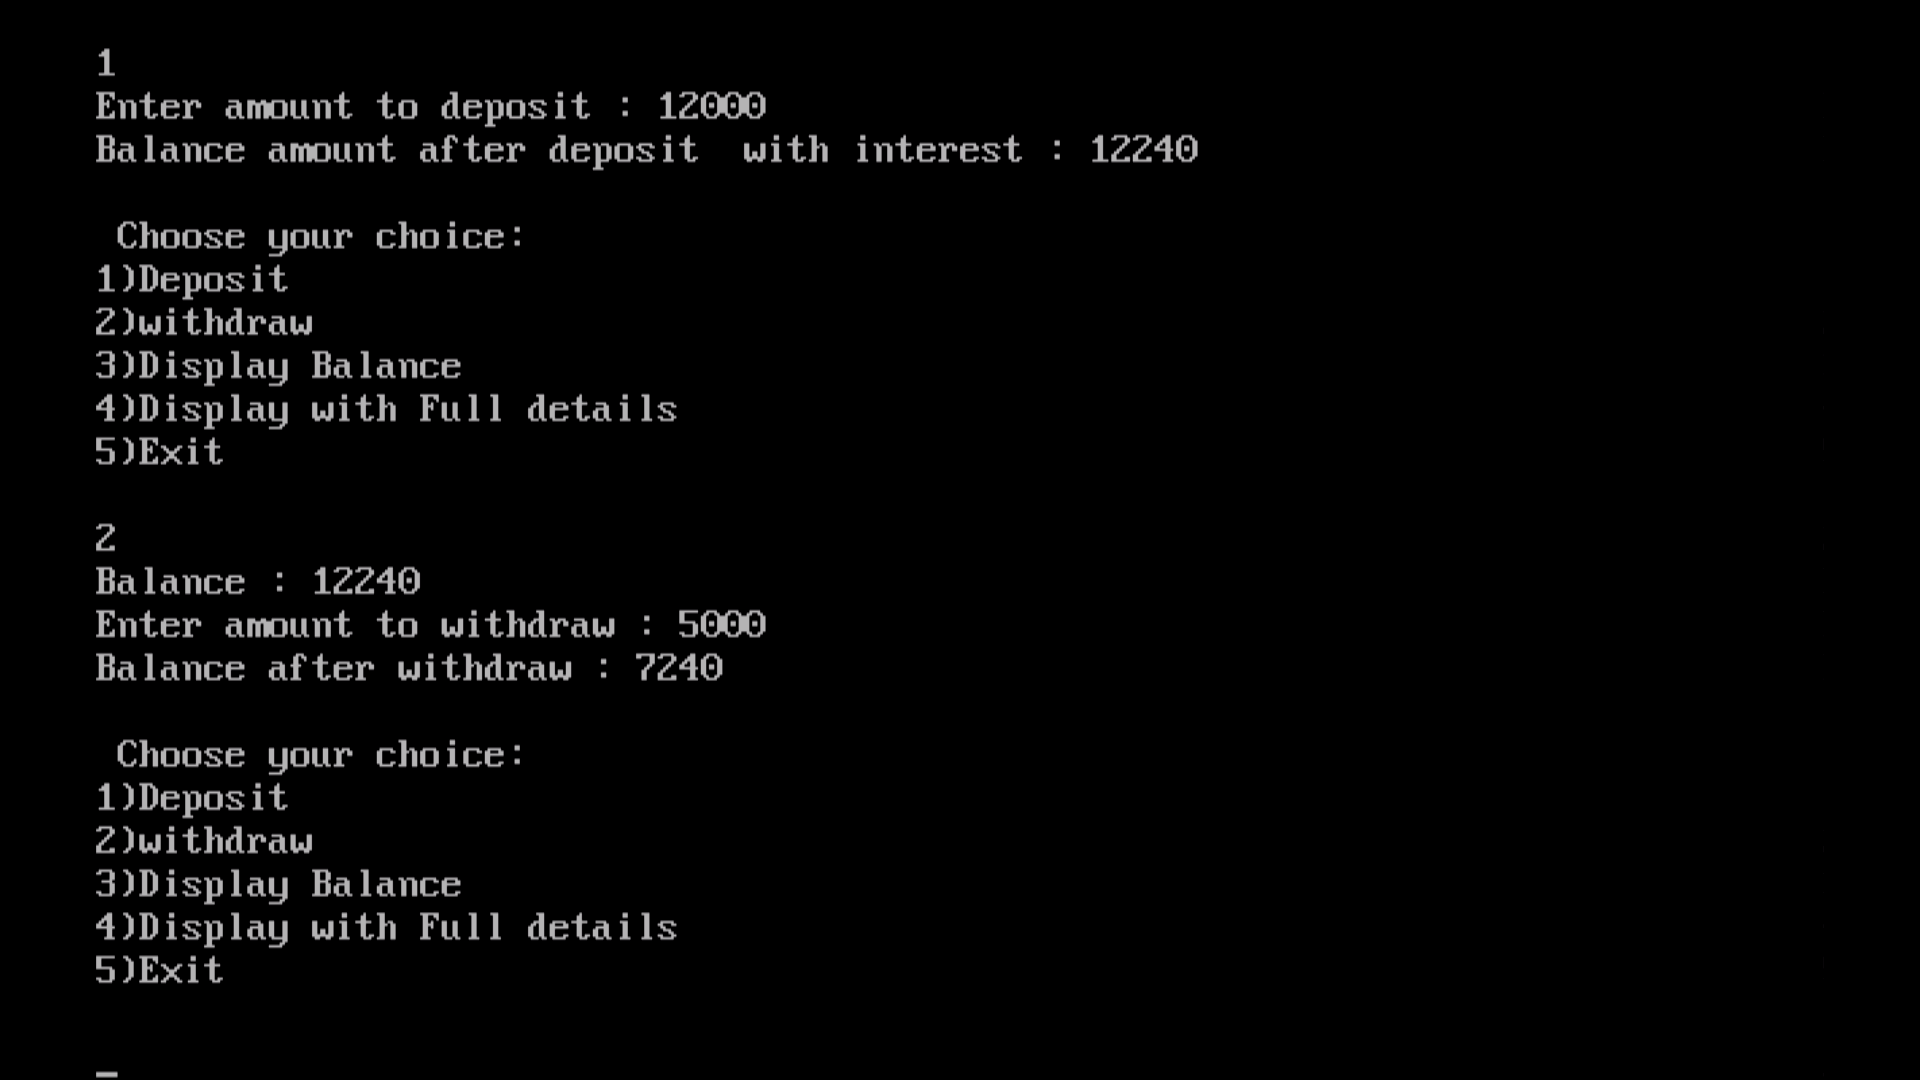 1
Enter amount to deposit : 12000
Balance amount after deposit  with interest : 12240
Choose your choice:
1)Deposit
2)withdraw
3)Display Balance
4)Display with Full details
5)Exit
2
Balance : 12240
Enter amount to withdraw : 5000
Balance after withdraw : 7240
Choose your choice:
1)Deposit
2)withdraw
3)Display Balance
4)Display with Full details
5)Exit